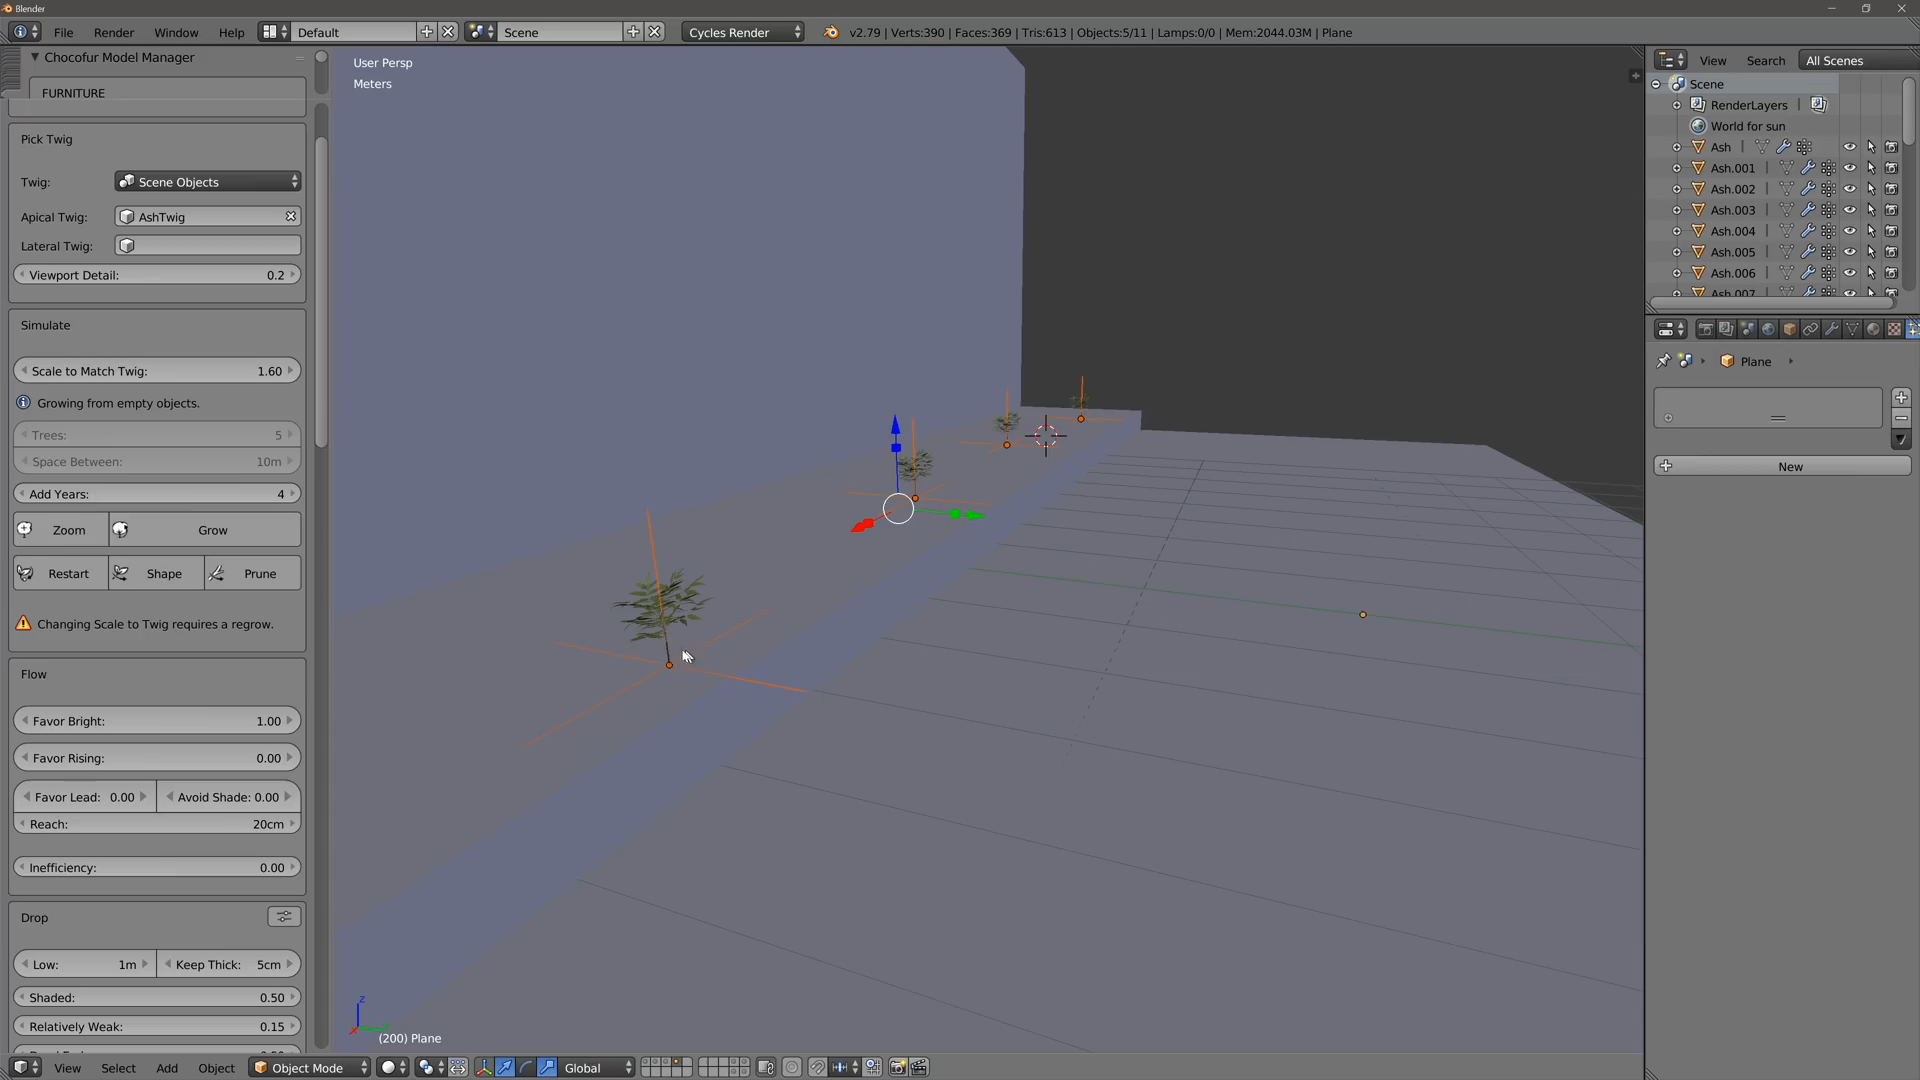 Blender
File Render Window Help Default Scene Cycles Render v2.79 | Verts:390 | Faces:369 | Tris:613 | Objects:5/11 | Lamps:0/0 | Mem:2044.03M | Plane
Chocofur Model Manager
FURNITURE
Pick Twig
Twig: Scene Objects
Apical Twig: AshTwig
Lateral Twig:
Viewport Detail: 0.2
Simulate
Scale to Match Twig: 1.60
Growing from empty objects.
Trees: 5
Space Between: 10m
Add Years: 4
Zoom Grow
Restart Shape Prune
Changing Scale to Twig requires a regrow.
Flow
Favor Bright: 1.00
Favor Rising: 0.00
Favor Lead: 0.00 Avoid Shade: 0.00
Reach: 20cm
Inefficiency: 0.00
Drop
Low: 1m Keep Thick: 5cm
Shaded: 0.50
Relatively Weak: 0.15
User Persp
Meters
z
(200) Plane
View Select Add Object Object Mode Global
View Search All Scenes
Scene
RenderLayers |
World for sun
Ash |
Ash.001 |
Ash.002 |
Ash.003 |
Ash.004 |
Ash.005 |
Ash.006 |
Ash.007
Plane
New